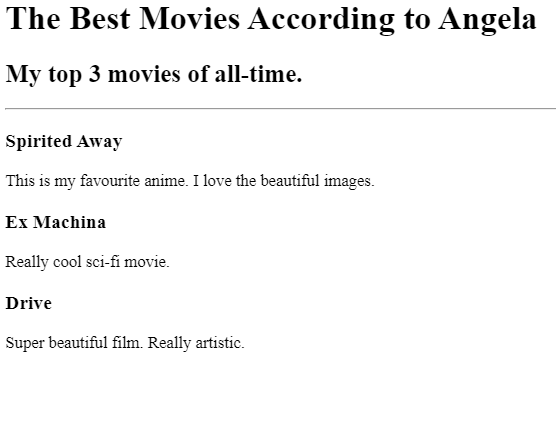 The Best Movies According to Angela
My top 3 movies of all-time.
Spirited Away
This is my favourite anime. I love the beautiful images.
Ex Machina
Really cool sci-fi movie.
Drive
Super beautiful film. Really artistic.